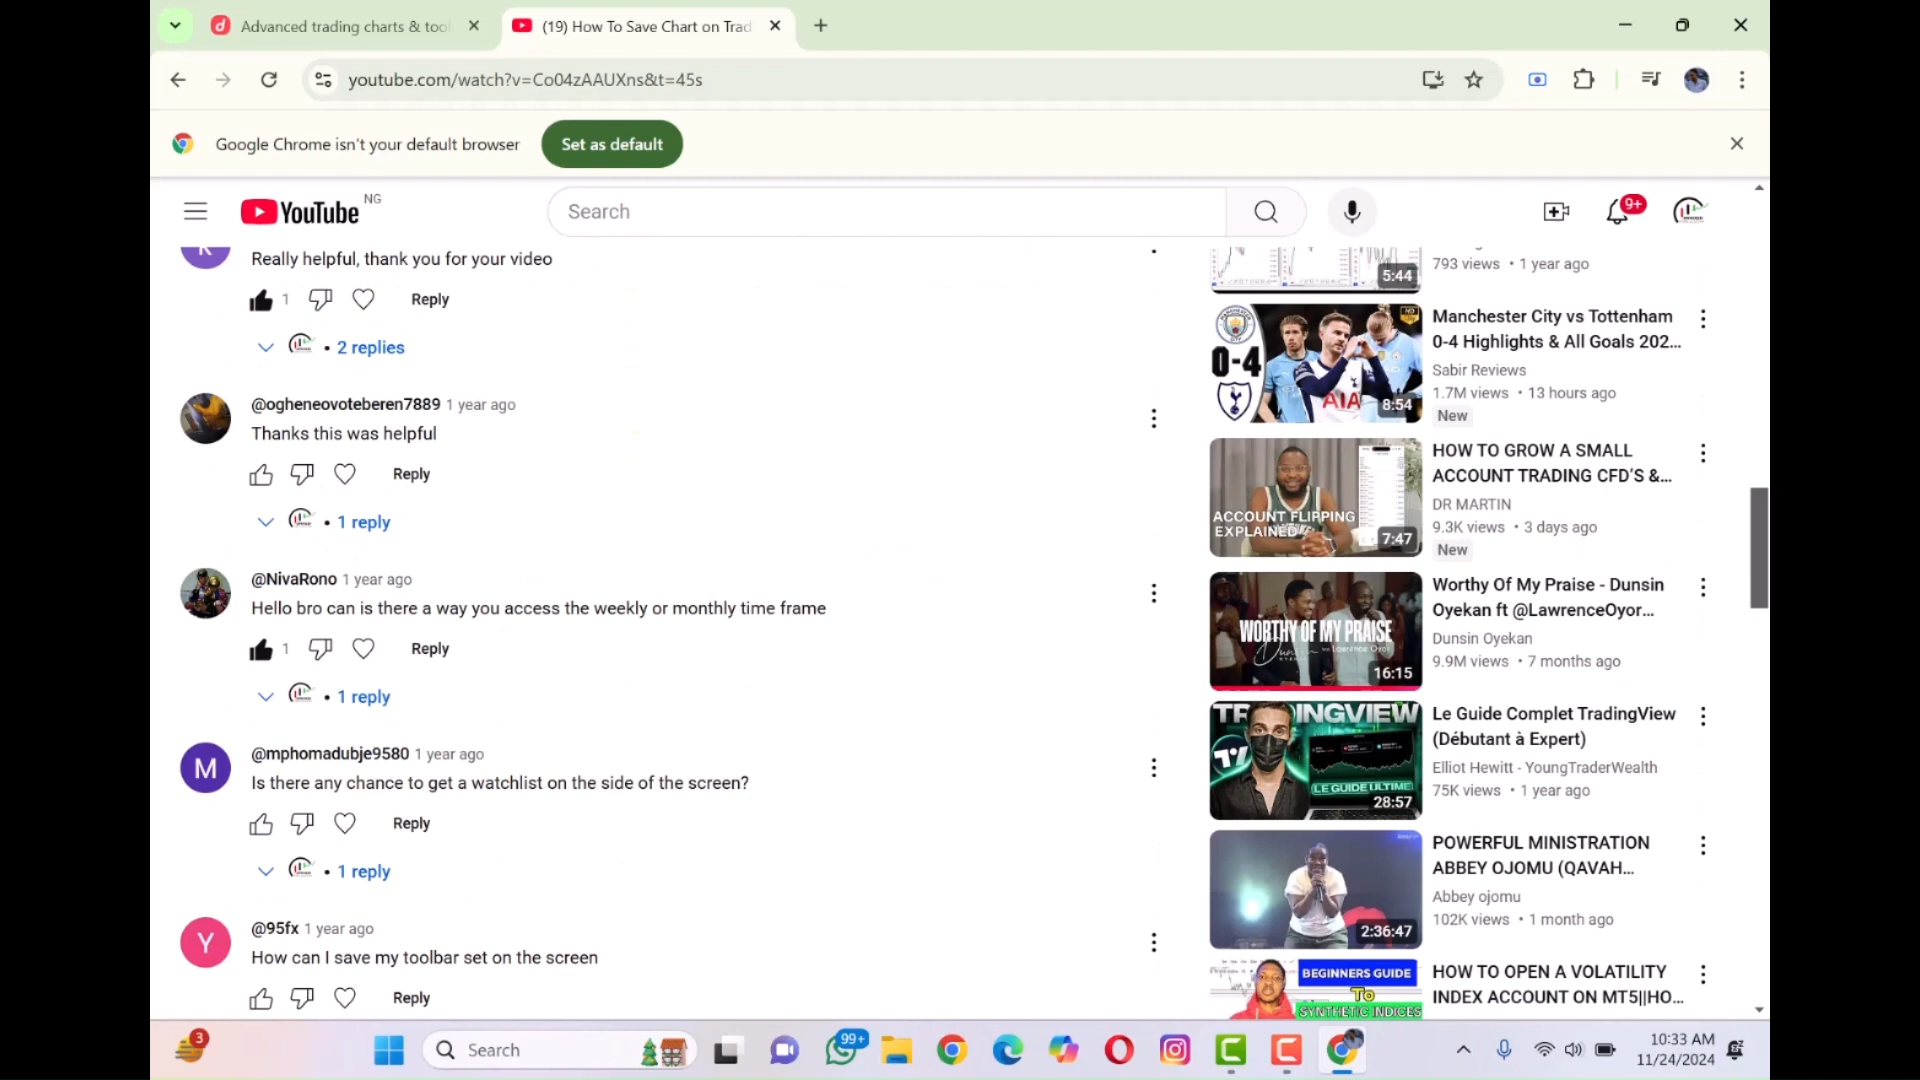 Advanced trading charts & tool
(19) How To Save Chart on Trad
youtube.com/watch?v=Co04zAAUXns&t=45s
Google Chrome isn't your default browser
Set as default
YouTube NG
Search
9+
Really helpful, thank you for your video
1
Reply
• 2 replies
@ogheneovoteberen7889 1 year ago
Thanks this was helpful
Reply
• 1 reply
@NivaRono 1 year ago
Hello bro can is there a way you access the weekly or monthly time frame
1
Reply
• 1 reply
M
@mphomadubje9580 1 year ago
Is there any chance to get a watchlist on the side of the screen?
Reply
• 1 reply
Y
@95fx 1 year ago
How can I save my toolbar set on the screen
Reply
5:44
793 views • 1 year ago
0-4
AIA
8:54
Manchester City vs Tottenham
0-4 Highlights & All Goals 202...
Sabir Reviews
1.7M views • 13 hours ago
New
ACCOUNT FLIPPING
EXPLAINED
7:47
HOW TO GROW A SMALL
ACCOUNT TRADING CFD'S &...
DR MARTIN
9.3K views • 3 days ago
New
WORTHY OF MY PRAISE
16:15
Worthy Of My Praise - Dunsin
Oyekan ft @LawrenceOyor...
Dunsin Oyekan
9.9M views • 7 months ago
LE GUIDE ULTIME
28:57
Le Guide Complet TradingView
(Débutant à Expert)
Elliot Hewitt - YoungTraderWealth
75K views • 1 year ago
2:36:47
POWERFUL MINISTRATION
ABBEY OJOMU (QAVAH...
Abbey ojomu
102K views • 1 month ago
BEGINNERS GUIDE
To
SYNTHETIC INDICES
HOW TO OPEN A VOLATILITY
INDEX ACCOUNT ON MT5||HO...
3
Search
99+
10:33 AM
11/24/2024